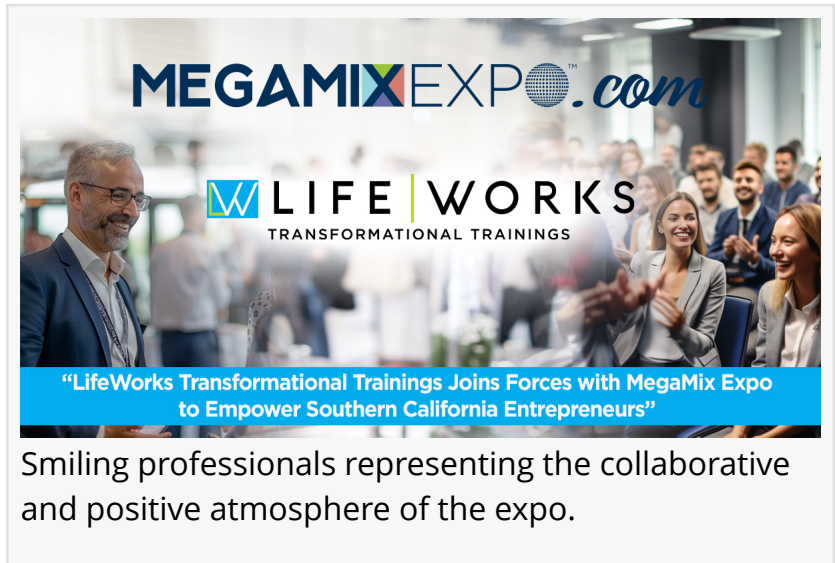 MEGAMIXEXPO™.com
W LIFE|WORKS
TRANSFORMATIONAL TRAININGS
“LifeWorks Transformational Trainings Joins Forces with MegaMix Expo
to Empower Southern California Entrepreneurs”
Smiling professionals representing the collaborative
and positive atmosphere of the expo.